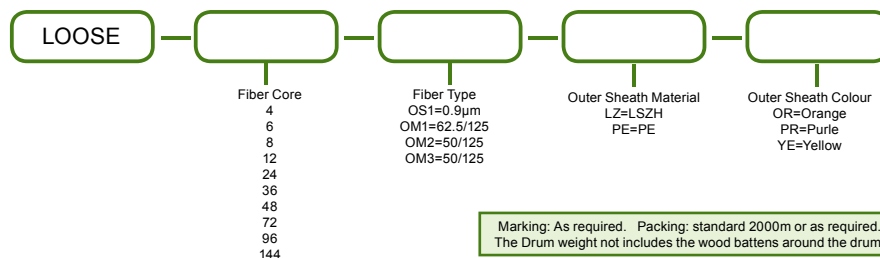 LOOSE
Fiber Core
4
6
8
12
24
36
48
72
96
144
Fiber Type
OS1=0.9µm
OM1=62.5/125
OM2=50/125
OM3=50/125
Outer Sheath Material
LZ=LSZH
PE=PE
Outer Sheath Colour
OR=Orange
PR=Purle
YE=Yellow
Marking: As required. Packing: standard 2000m or as required.
The Drum weight not includes the wood battens around the drum